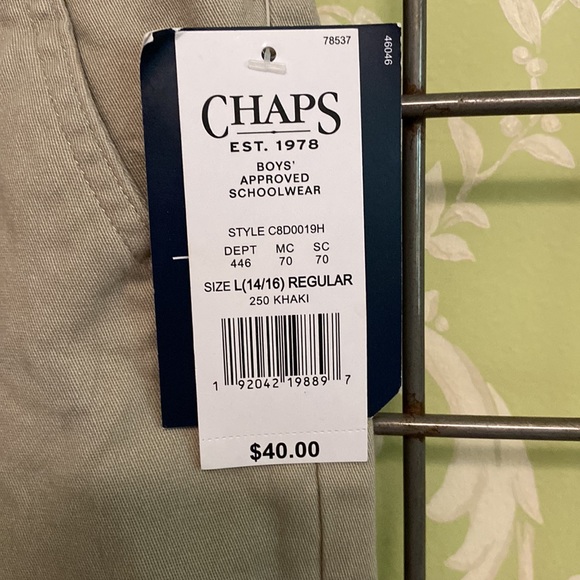 78537
46046
CHAPS
EST. 1978
BOYS'
APPROVED
SCHOOLWEAR
STYLE C8D0019H
DEPT MC SC
446 70 70
SIZE L(14/16) REGULAR
250 KHAKI
1 92042 19889 7
$40.00